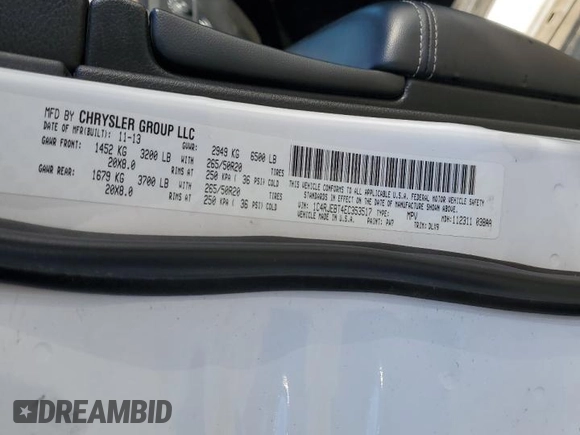 MFD BY CHRYSLER GROUP LLC
DATE OF MFR(BUILT): 11-13 GVWR: 2949 KG 6500 LB
GAWR FRONT: 1452 KG 3200 LB WITH TIRES
20X8.0 RIMS AT 265/50R20
250 KPA ( 36 PSI) COLD
GAWR REAR: 1679 KG 3700 LB WITH TIRES
20X8.0 RIMS AT 265/50R20
250 KPA ( 36 PSI) COLD
THIS VEHICLE CONFORMS TO ALL APPLICABLE U.S.A. FEDERAL MOTOR VEHICLE SAFETY
STANDARDS IN EFFECT ON THE DATE OF MANUFACTURE SHOWN ABOVE.
VIN: 1C4RJEBT4EC353517 TYPE: MPV MDH: 112311 038AA
MADE IN U.S.A. PAINT: PW7 TRIM: DLX9
DREAMBID